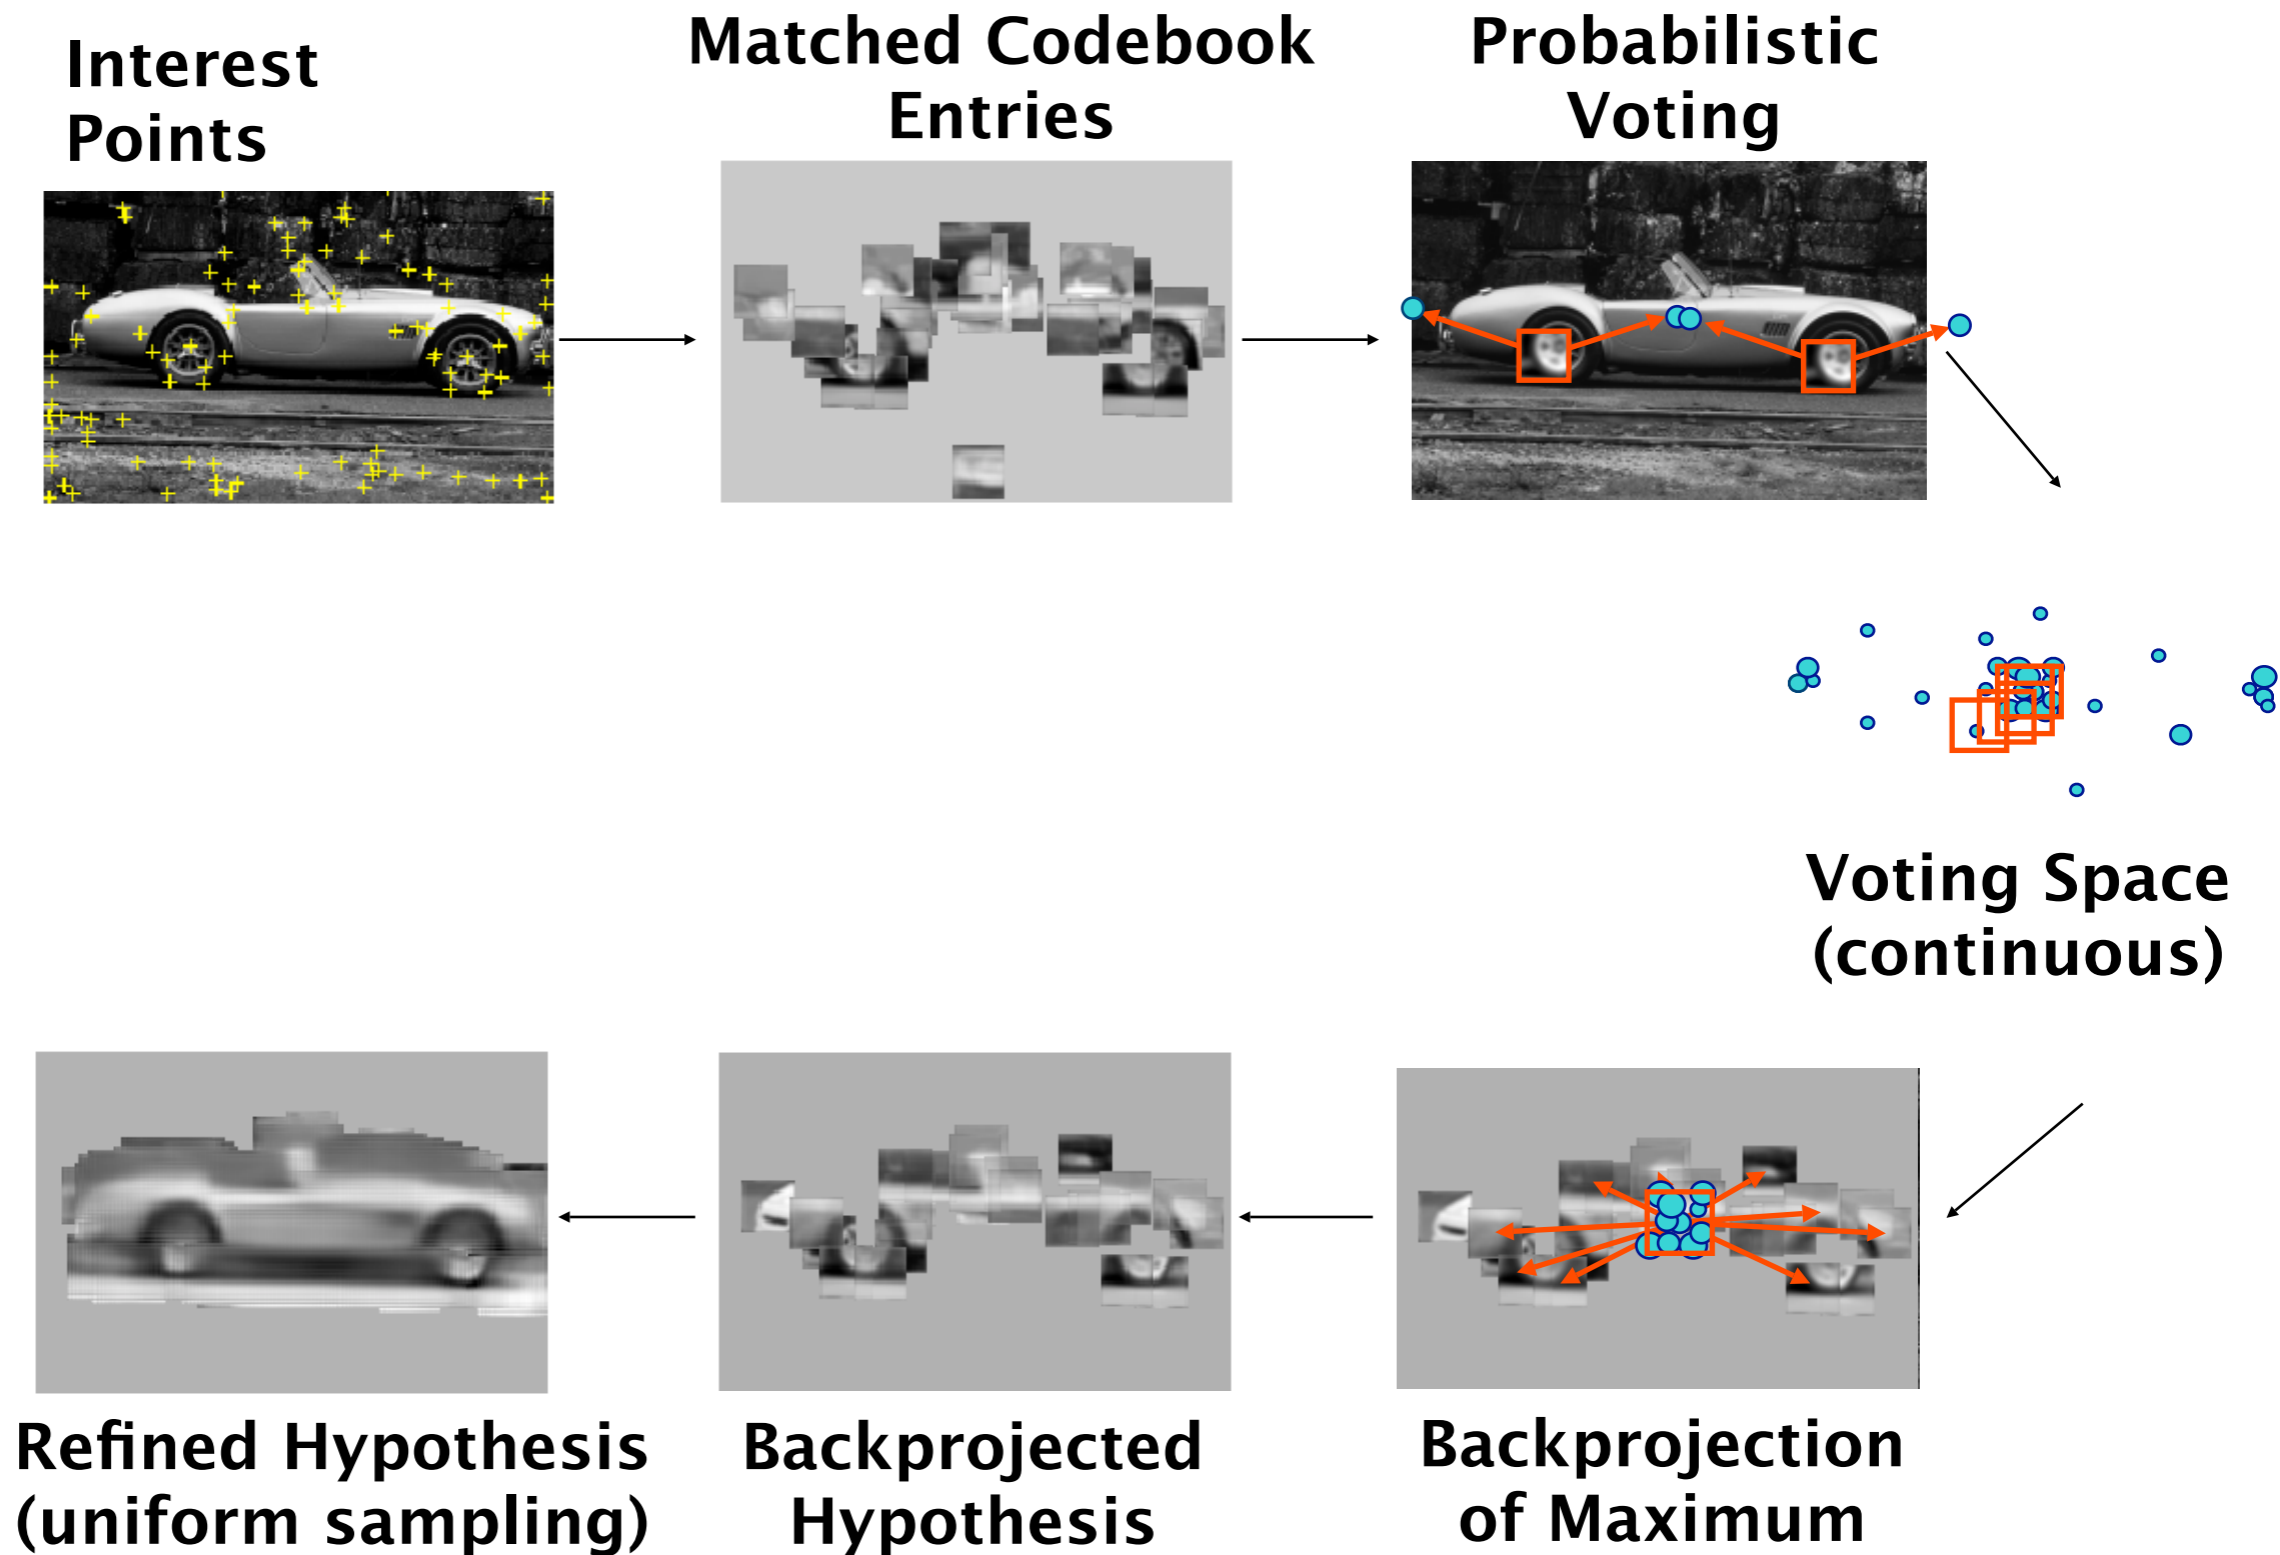 Interest
Points
Matched Codebook
Entries
Probabilistic
Voting
Voting Space
(continuous)
Backprojection
of Maximum
Backprojected
Hypothesis
Refined Hypothesis
(uniform sampling)